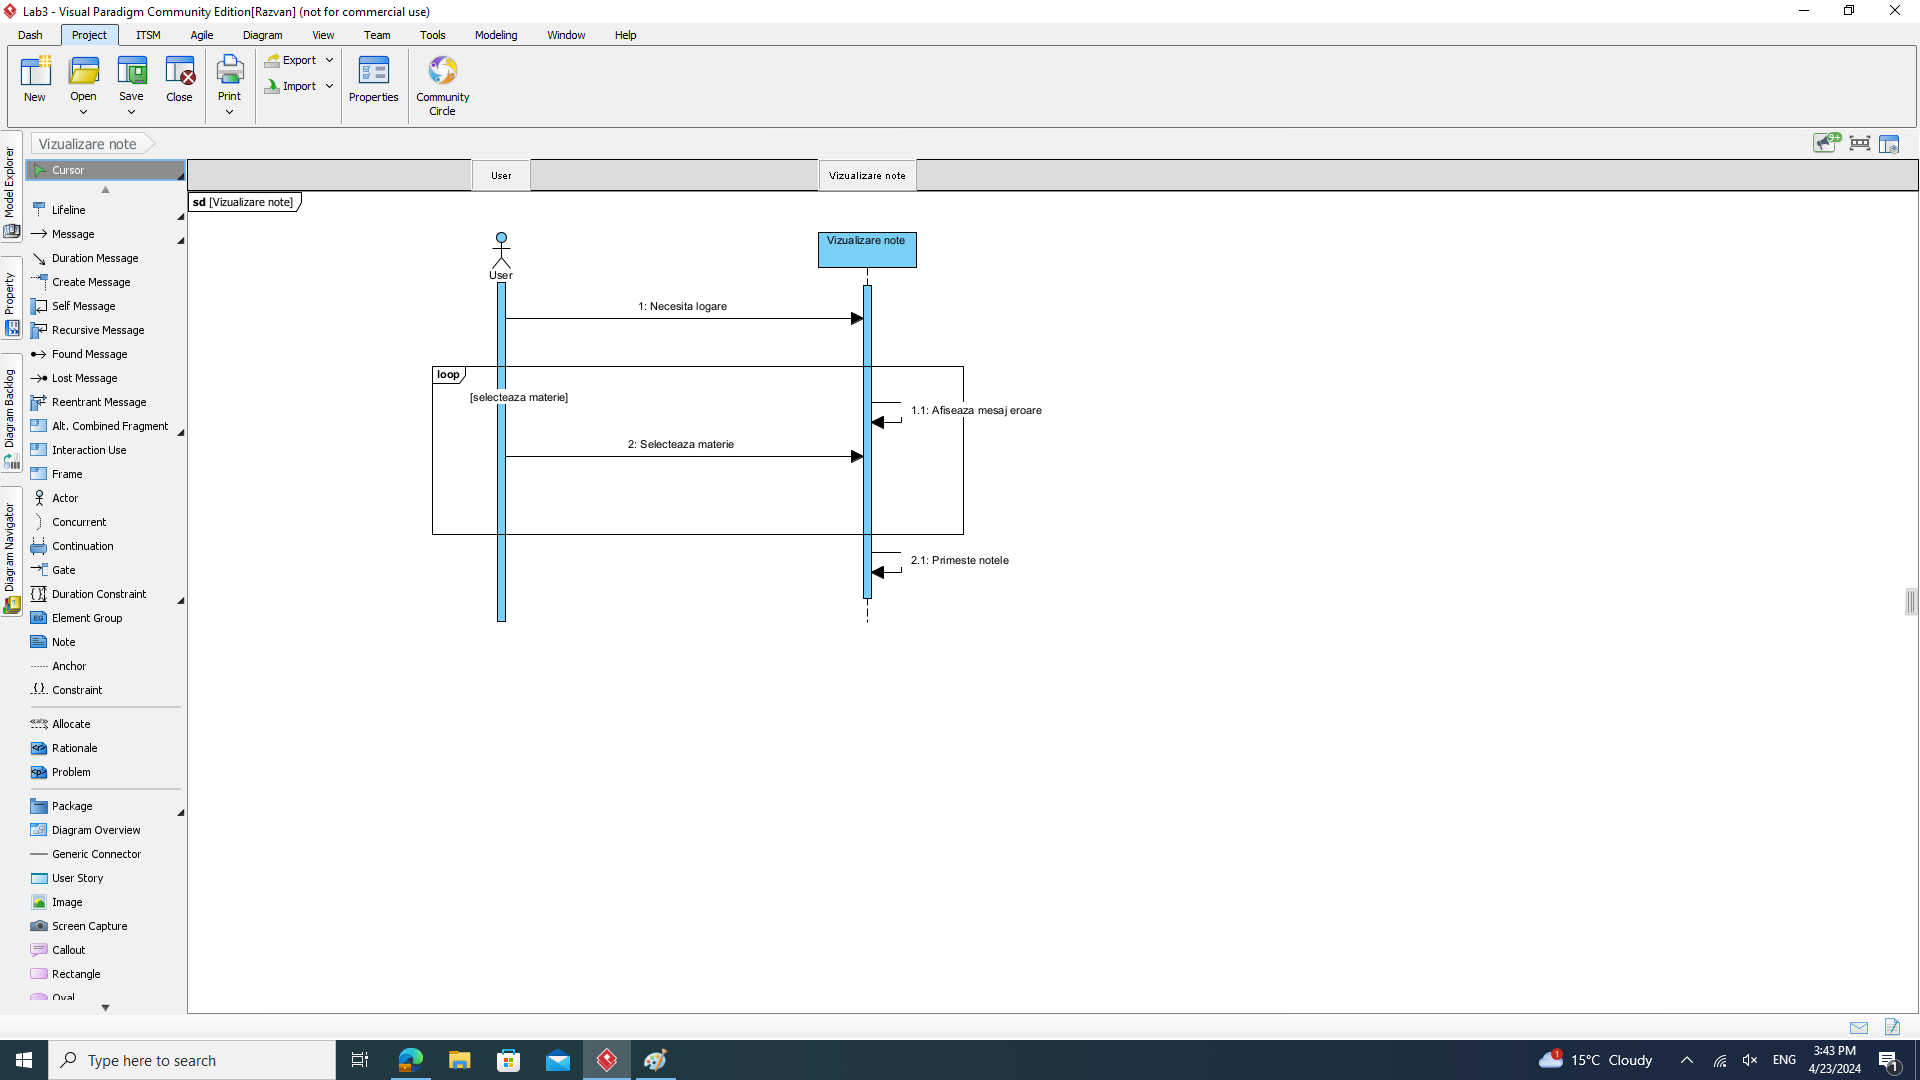 Lab3 - Visual Paradigm Community Edition[Razvan] (not for commercial use)
Dash Project ITSM Agile Diagram View Team Tools Modeling Window Help
New Open Save Close Print Export Import Properties Community Circle
Vizualizare note
9+
Model Explorer
Property
Diagram Backlog
Diagram Navigator
Cursor
Lifeline
Message
Duration Message
Create Message
Self Message
Recursive Message
Found Message
Lost Message
Reentrant Message
Alt. Combined Fragment
Interaction Use
Frame
Actor
Concurrent
Continuation
Gate
Duration Constraint
EG Element Group
Note
Anchor
Constraint
Allocate
<r> Rationale
<p> Problem
Package
Diagram Overview
Generic Connector
User Story
Image
Screen Capture
Callout
Rectangle
Oval
User Vizualizare note
sd [Vizualizare note]
Vizualizare note
User
1: Necesita logare
loop
[selecteaza materie]
1.1: Afiseaza mesaj eroare
2: Selecteaza materie
2.1: Primeste notele
Type here to search
1 15°C Cloudy ENG 3:43 PM 1
4/23/2024